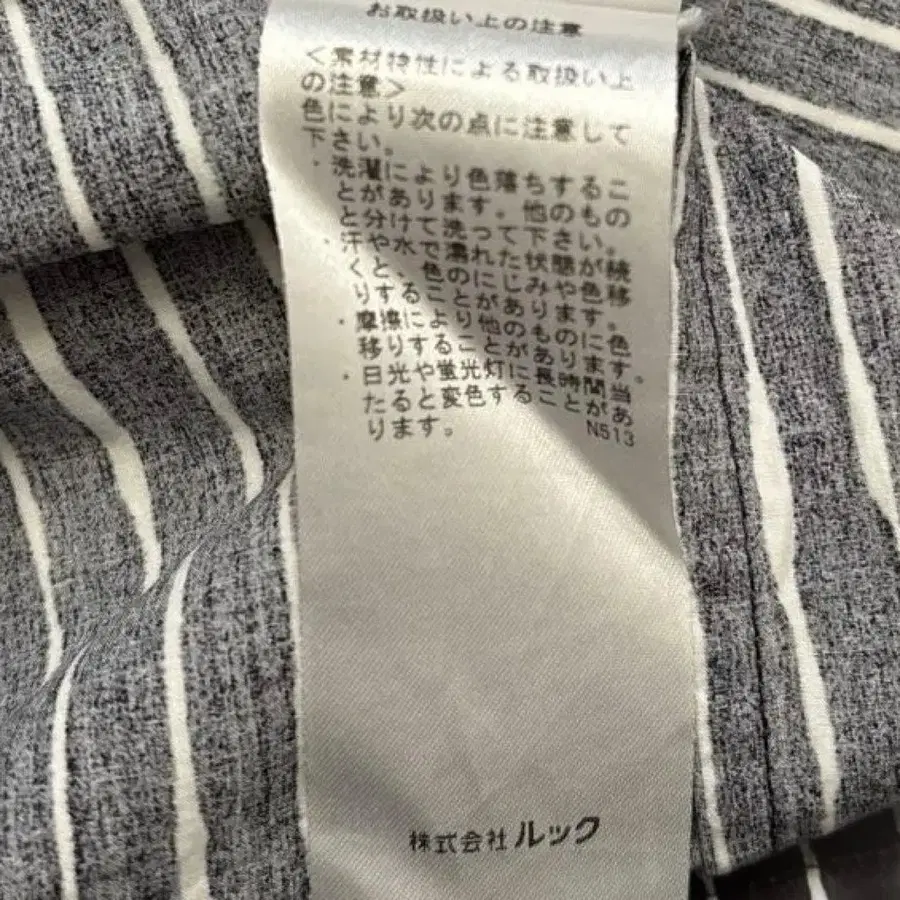 お取扱い上の注意
＜素材特性による取扱い上
の注意＞
色により次の点に注意して
下さい。
・洗濯により色落ちするこ
とがあります。他のもの
と分けて洗って下さい。
・汗や水で濡れた状態が続
くと、色のにじみや色移
りすることがあります。
・摩擦により他のものに色
移りすることがあります。
・日光や蛍光灯に長時間当
たると変色することがあ
ります。 N513
株式会社ルック